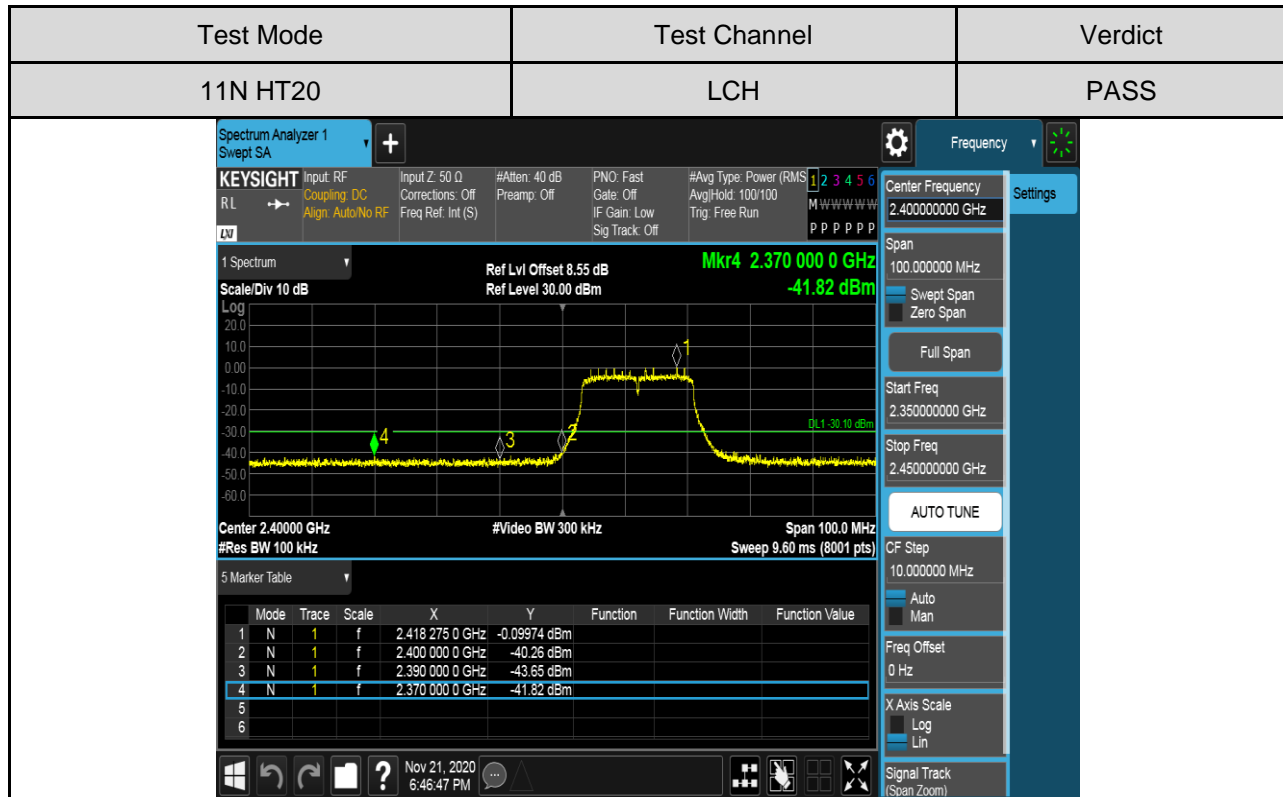 Test Mode Test Channel Verdict
11N HT20 LCH PASS
Spectrum Analyzer 1
Swept SA
+
Frequency
KEYSIGHT Input: RF Input Z: 50 Ω #Atten: 40 dB PNO: Fast #Avg Type: Power (RMS 1 2 3 4 5 6
RL Coupling: DC Corrections: Off Preamp: Off Gate: Off Avg|Hold: 100/100 M W W W W W
Align: Auto/No RF Freq Ref: Int (S) IF Gain: Low Trig: Free Run
LXI Sig Track: Off P P P P P P
1 Spectrum Ref Lvl Offset 8.55 dB Mkr4 2.370 000 0 GHz
Scale/Div 10 dB Ref Level 30.00 dBm -41.82 dBm
Log
20.0
10.0
0.00
-10.0
-20.0
-30.0
-40.0
-50.0
-60.0
1
2
3
4
DL1 -30.10 dBm
Center 2.40000 GHz #Video BW 300 kHz Span 100.0 MHz
#Res BW 100 kHz Sweep 9.60 ms (8001 pts)
5 Marker Table
Mode Trace Scale X Y Function Function Width Function Value
1 N 1 f 2.418 275 0 GHz -0.09974 dBm
2 N 1 f 2.400 000 0 GHz -40.26 dBm
3 N 1 f 2.390 000 0 GHz -43.65 dBm
4 N 1 f 2.370 000 0 GHz -41.82 dBm
5
6
? Nov 21, 2020
6:46:47 PM
Center Frequency
2.400000000 GHz
Settings
Span
100.000000 MHz
Swept Span
Zero Span
Full Span
Start Freq
2.350000000 GHz
Stop Freq
2.450000000 GHz
AUTO TUNE
CF Step
10.000000 MHz
Auto
Man
Freq Offset
0 Hz
X Axis Scale
Log
Lin
Signal Track
(Span Zoom)